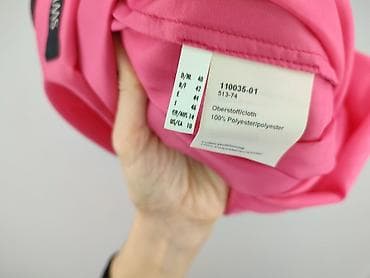 D/NL 40
B/F 42
E 44
I 46
GB/AUS 14
US/CA 10
110035-01
513-74
Oberstoff/cloth
100% Polyester/polyester